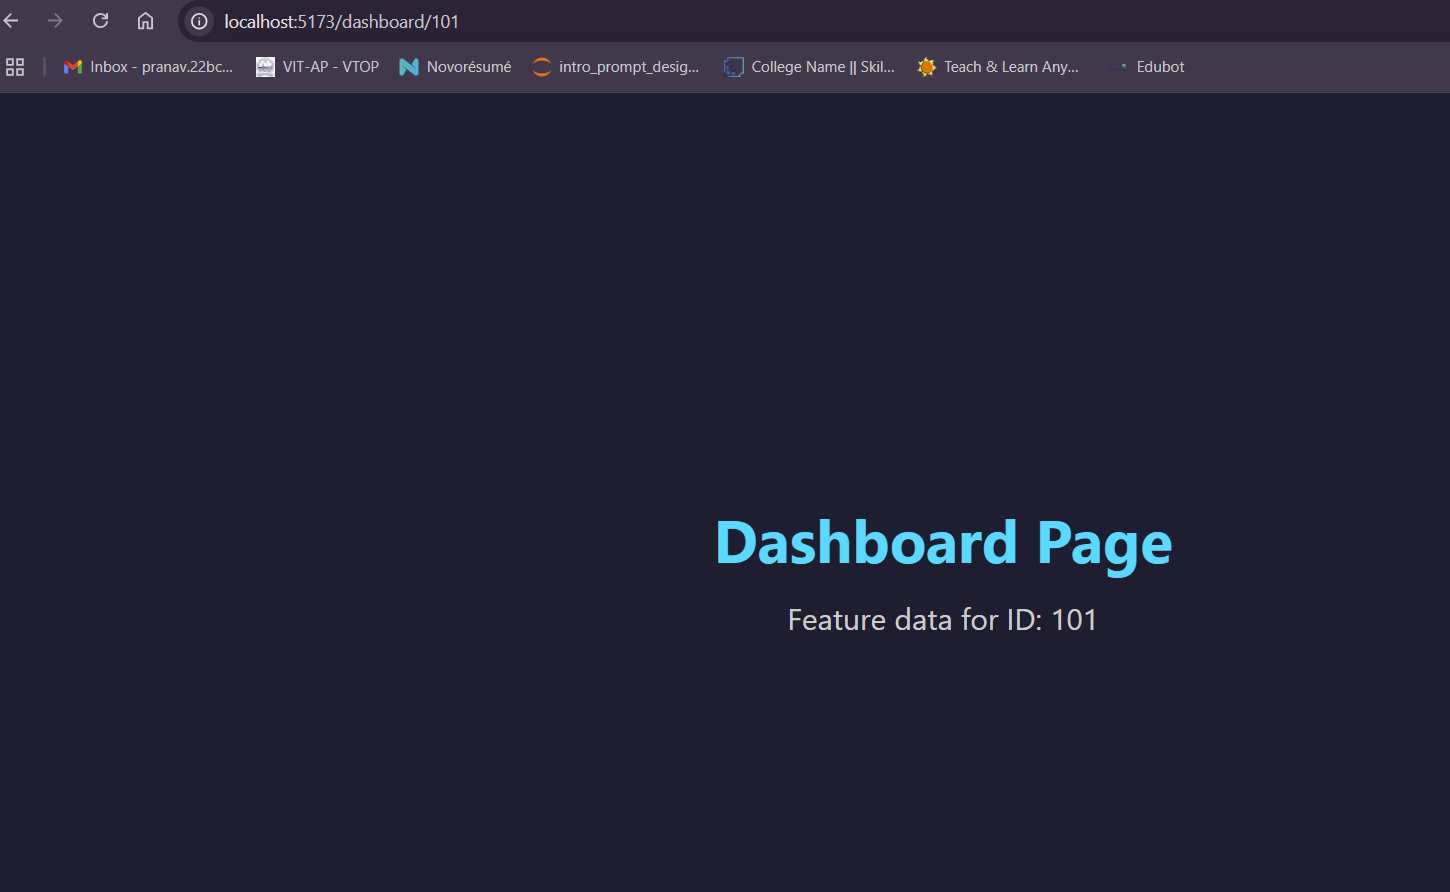 localhost:5173/dashboard/101
Inbox - pranav.22bc... VIT-AP - VTOP Novorésumé intro_prompt_desig... College Name || Skil... Teach & Learn Any... Edubot
Dashboard Page
Feature data for ID: 101